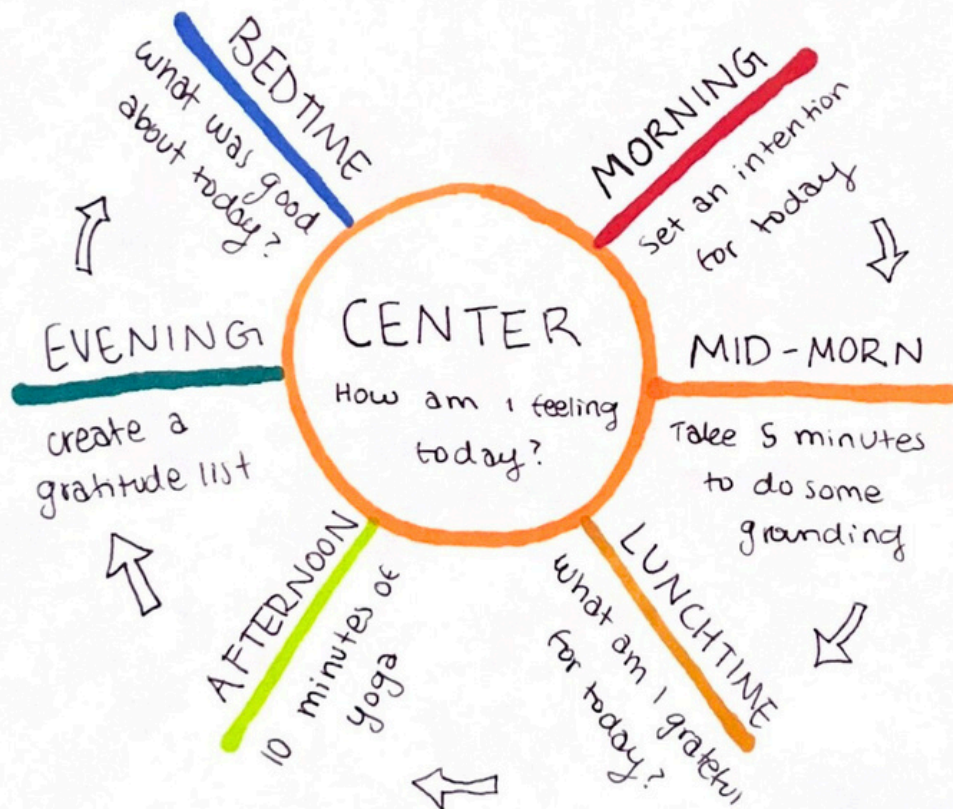 CENTER
How am I feeling
today?
MORNING
Set an intention
for today
MID-MORN
Take 5 minutes
to do some
grounding
LUNCHTIME
What am I grateful
for today?
AFTERNOON
10 minutes of
yoga
EVENING
create a
gratitude list
BEDTIME
What was good
about today?